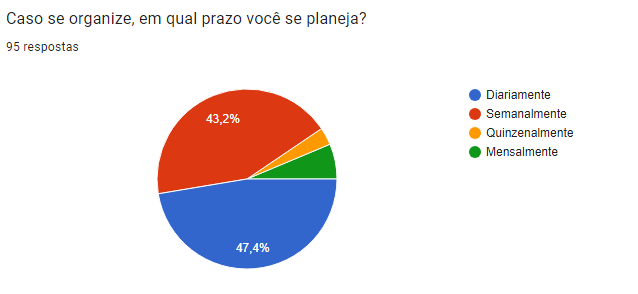 Caso se organize, em qual prazo você se planeja?
95 respostas
43,2%
47,4%
Diariamente
Semanalmente
Quinzenalmente
Mensalmente